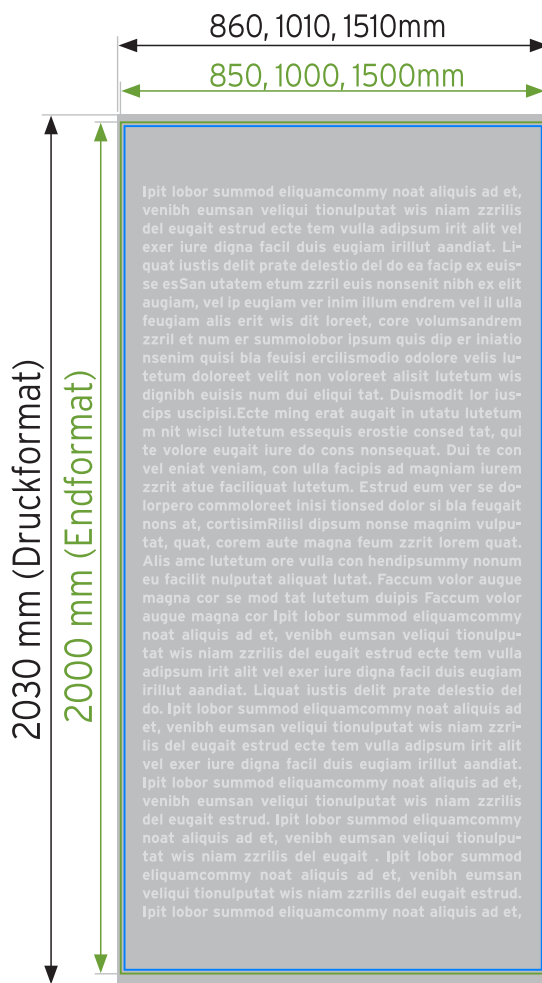 860, 1010, 1510mm
850, 1000, 1500mm
2030 mm (Druckformat)
2000 mm (Endformat)
Ipit lobor summod eliquamcommy noat aliquis ad et,
venibh eumsan veliqui tionulputat wis niam zzrilis
del eugait estrud ecte tem vulla adipsum irit alit vel
exer iure digna facil duis eugiam irillut aandiat. Li-
quat iustis delit prate delestio del do ea facip ex euis-
se esSan utatem etum zzril euis nonsenit nibh ex elit
augiam, vel ip eugiam ver inim illum endrem vel il ulla
feugiam alis erit wis dit loreet, core volumsandrem
zzril et num er summolobor ipsum quis dip er iniatio
nsenim quisi bla feuisi ercilismodio odolore velis lu-
tetum doloreet velit non voloreet alisit lutetum wis
dignibh euisis num dui eliqui tat. Duismodit lor ius-
cips uscipisi.Ecte ming erat augait in utatu lutetu
m nit wisci lutetum essequis erostie consed tat, qui
te volore eugait iure do cons nonsequat. Dui te con
vel eniat veniam, con ulla facipis ad magniam iurer
zzrit atue faciliquat lutetum. Estrud eum ver se do-
lorpero commoloreet inisi tionsed dolor si bla feugait
nons at, cortisimRilisl dipsum nonse magnim vulpu-
tat, quat, corem aute magna feum zzrit lorem quat.
Alis amc lutetum ore vulla con hendipsummy nonum
eu facilit nulputat aliquat lutat. Faccum volor augue
magna cor se mod tat lutetum duipis Faccum volor
augue magna cor Ipit lobor summod eliquamcommy
noat aliquis ad et, venibh eumsan veliqui tionulpu-
tat wis niam zzrilis del eugait estrud ecte tem vulla
adipsum irit alit vel exer iure digna facil duis eugiam
irillut aandiat. Liquat iustis delit prate delestio del
do. Ipit lobor summod eliquamcommy noat aliquis ad
et, venibh eumsan veliqui tionulputat wis niam zzri-
lis del eugait estrud ecte tem vulla adipsum irit alit
vel exer iure digna facil duis eugiam irillut aandiat.
Ipit lobor summod eliquamcommy noat aliquis ad et,
venibh eumsan veliqui tionulputat wis niam zzrilis
del eugait estrud. Ipit lobor summod eliquamcommy
noat aliquis ad et, venibh eumsan veliqui tionulpu-
tat wis niam zzrilis del eugait . Ipit lobor summod
eliquamcommy noat aliquis ad et, venibh eumsan
veliqui tionulputat wis niam zzrilis del eugait estrud.
Ipit lobor summod eliquamcommy noat aliquis ad et,